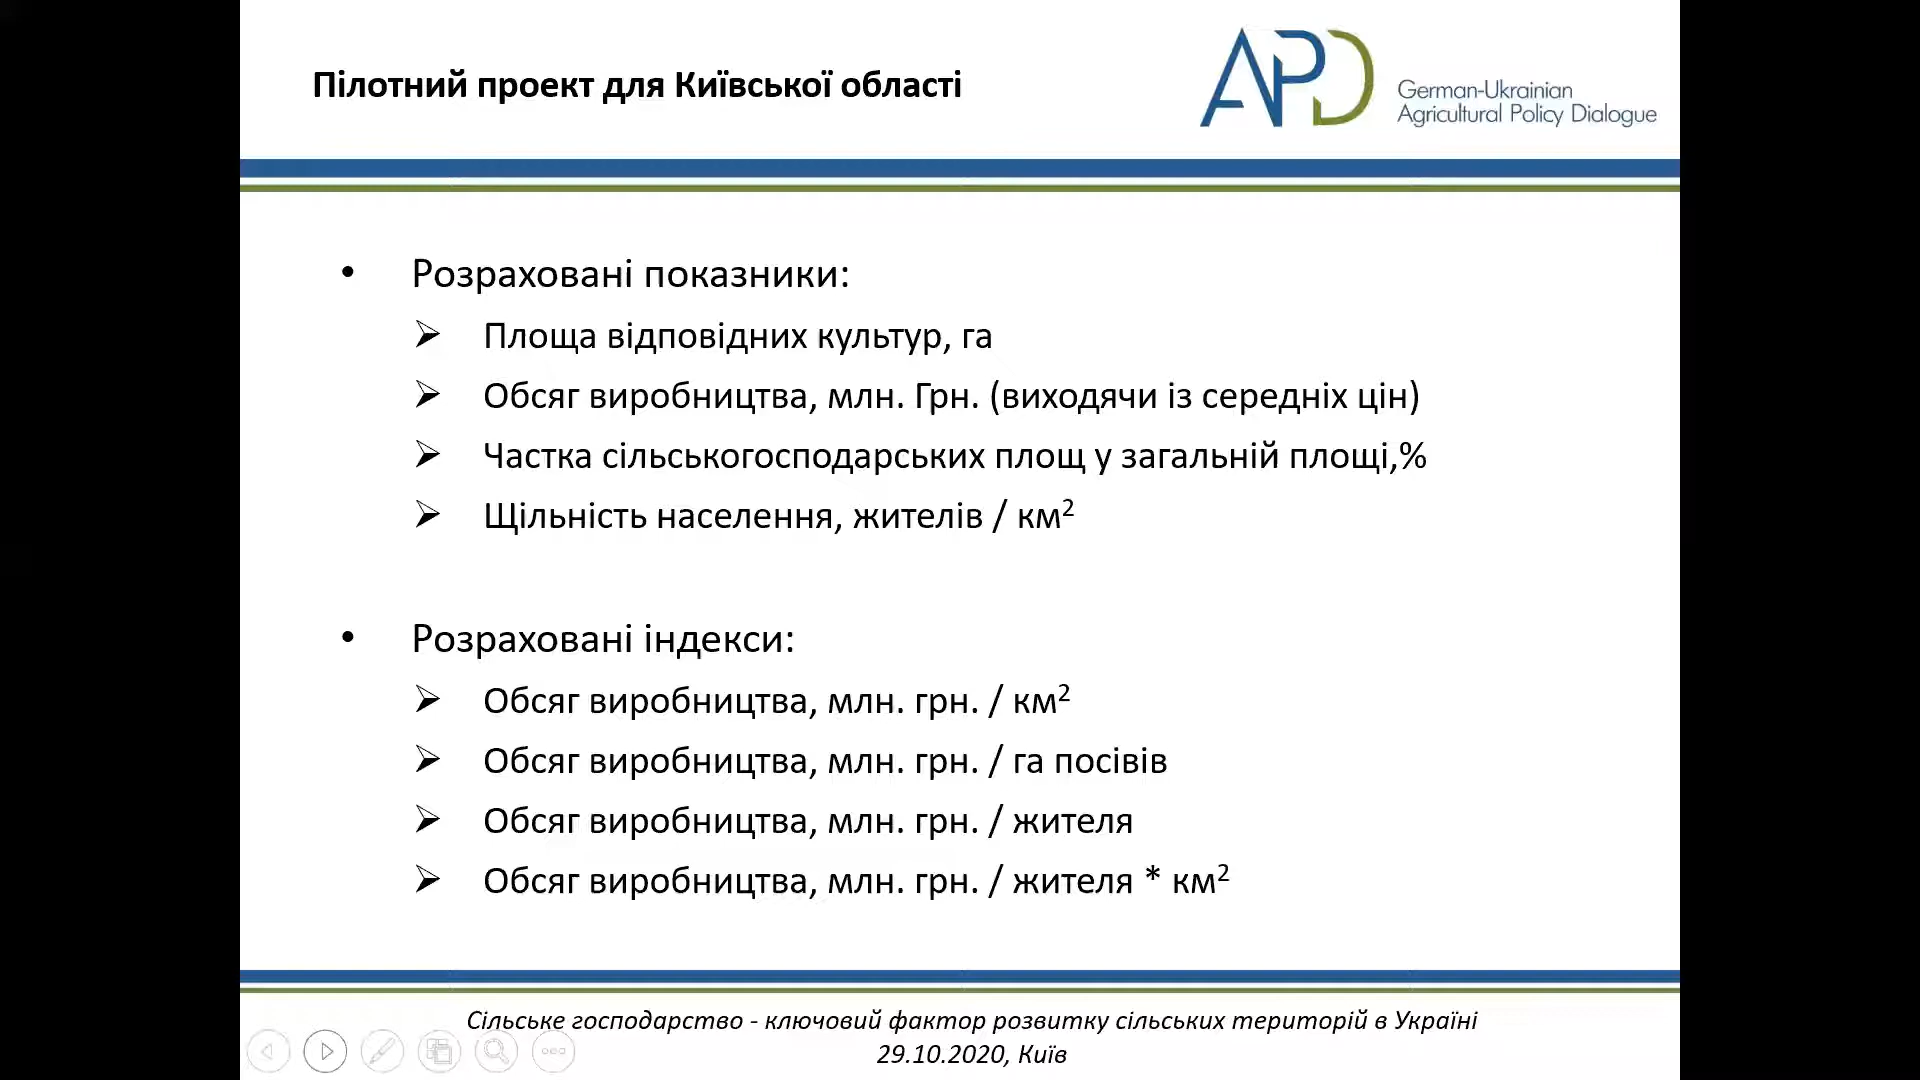 Пілотний проект для Київської області
APD
German-Ukrainian
Agricultural Policy Dialogue
• Розраховані показники:
➢ Площа відповідних культур, га
➢ Обсяг виробництва, млн. Грн. (виходячи із середніх цін)
➢ Частка сільськогосподарських площ у загальній площі,%
➢ Щільність населення, жителів / км²
• Розраховані індекси:
➢ Обсяг виробництва, млн. грн. / км²
➢ Обсяг виробництва, млн. грн. / га посівів
➢ Обсяг виробництва, млн. грн. / жителя
➢ Обсяг виробництва, млн. грн. / жителя * км²
Сільське господарство - ключовий фактор розвитку сільських територій в Україні
29.10.2020, Київ